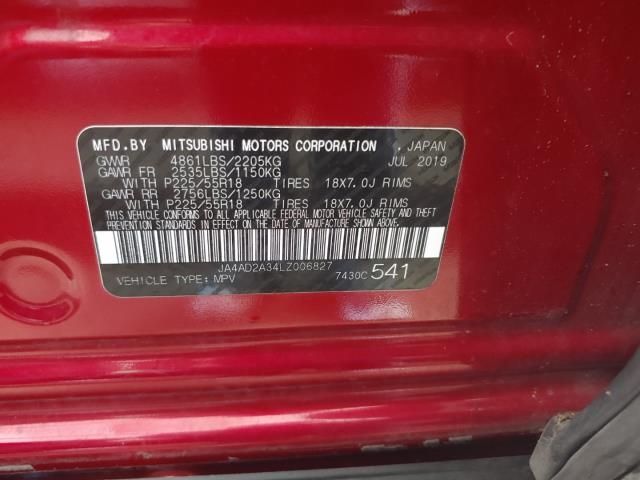 MFD.BY MITSUBISHI MOTORS CORPORATION , JAPAN
GVWR 4861LBS/2205KG JUL 2019
GAWR FR 2535LBS/1150KG
WITH P225/55R18 TIRES 18X7.0J RIMS
GAWR RR 2756LBS/1250KG
WITH P225/55R18 TIRES 18X7.0J RIMS
THIS VEHICLE CONFORMS TO ALL APPLICABLE FEDERAL MOTOR VEHICLE SAFETY AND THEFT
PREVENTION STANDARDS IN EFFECT ON THE DATE OF MANUFACTURE SHOWN ABOVE.
JA4AD2A34LZ006827
VEHICLE TYPE: MPV 7430C 541